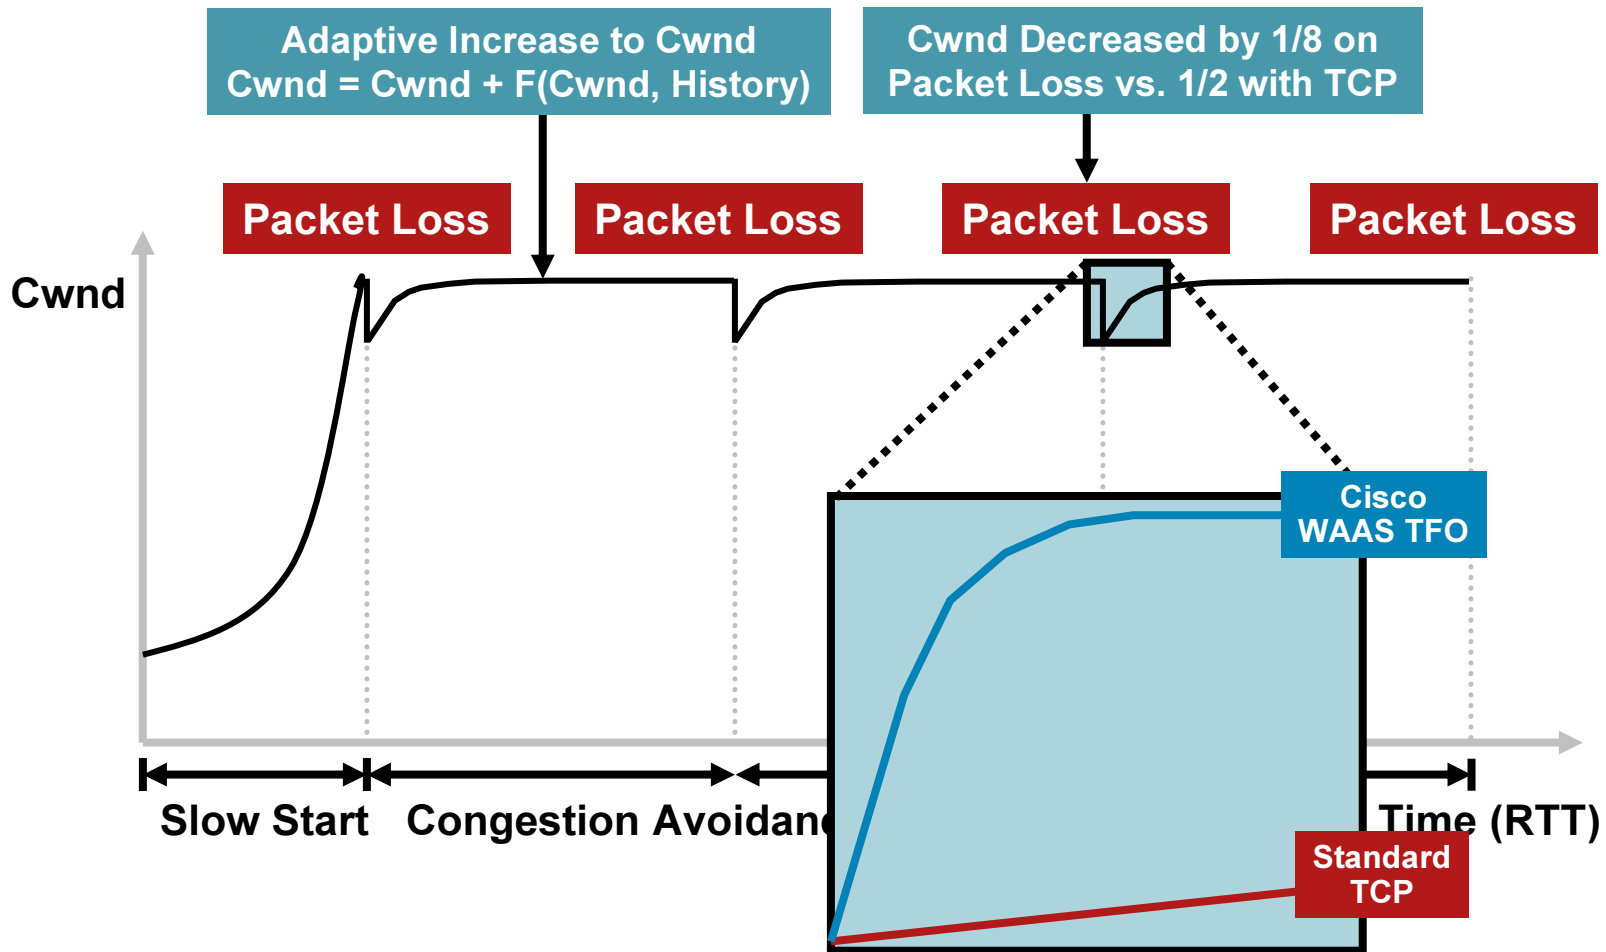 Adaptive Increase to Cwnd
Cwnd = Cwnd + F(Cwnd, History)
Cwnd Decreased by 1/8 on
Packet Loss vs. 1/2 with TCP
Packet Loss
Packet Loss
Packet Loss
Packet Loss
Cwnd
Cisco
WAAS TFO
Slow Start
Congestion Avoidanc
Time (RTT)
Standard
TCP